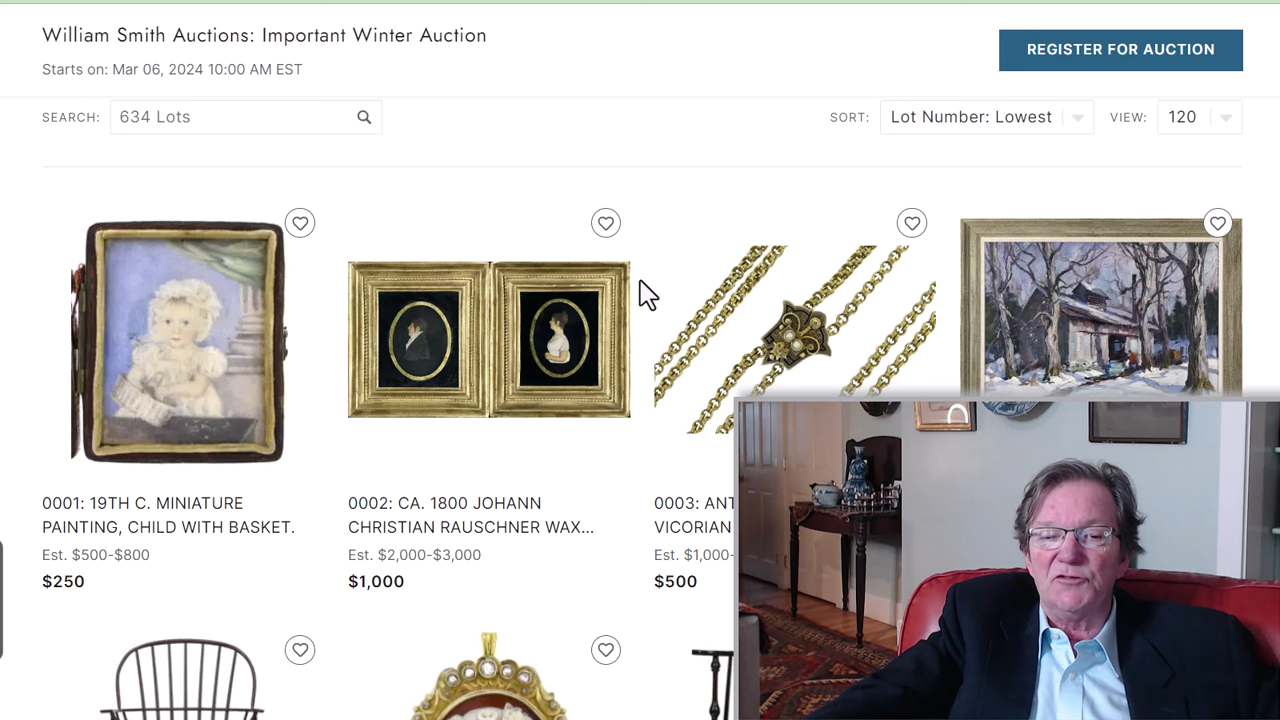 William Smith Auctions: Important Winter Auction
Starts on: Mar 06, 2024 10:00 AM EST
REGISTER FOR AUCTION
SEARCH: 634 Lots
SORT: Lot Number: Lowest VIEW: 120
0001: 19TH C. MINIATURE
PAINTING, CHILD WITH BASKET.
Est. $500-$800
$250
0002: CA. 1800 JOHANN
CHRISTIAN RAUSCHNER WAX...
Est. $2,000-$3,000
$1,000
0003: ANT
VICORIAN
Est. $1,000-
$500